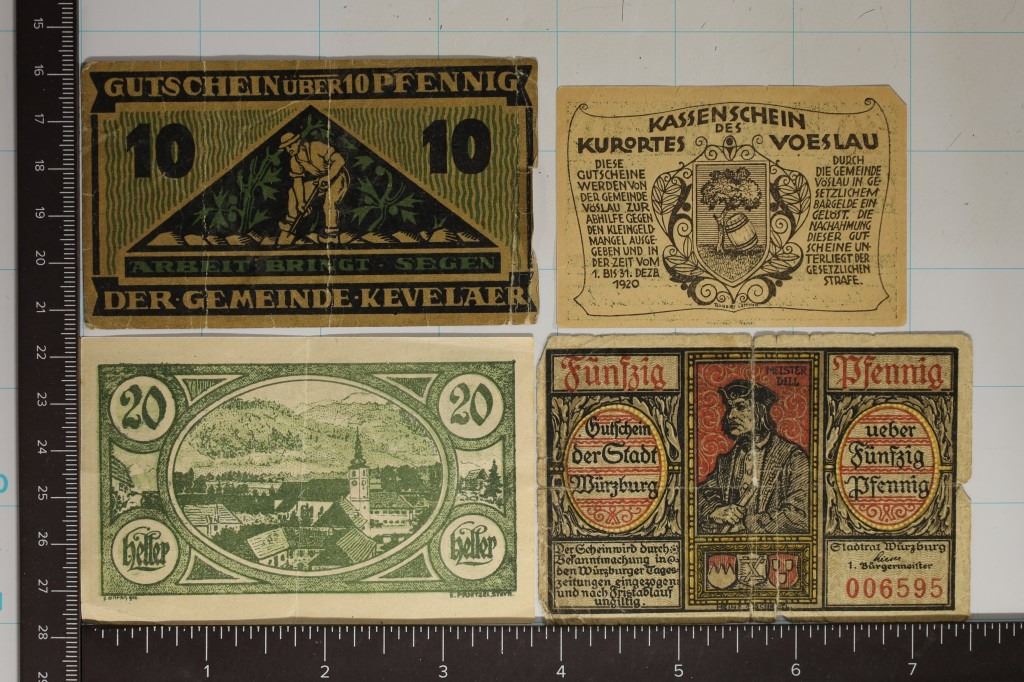 GUTSCHEIN ÜBER 10 PFENNIG
10
10
ARBEIT · BRINGT · SEGEN
DER · GEMEINDE · KEVELAER
KASSENSCHEIN
DES
KURORTES VOESLAU
DIESE
GUTSCHEINE
WERDEN VON
DER GEMEINDE
VÖSLAU ZUR
ABHILFE GEGEN
DEN KLEINGELD-
MANGEL AUSGE-
GEBEN UND IN
DER ZEIT VOM
1. BIS 31. DEZB
1920
DURCH
DIE GEMEINDE
VÖSLAU IN GE-
SETZLICHEM
BARGELDE EIN-
GELÖST. DIE
NACHAHMUNG
DIESER GUT-
SCHEINE UN-
TERLIEGT DER
GESETZLICHEN
STRAFE.
20
20
Heller
Heller
Fünfzig
Pfennig
MEISTER
DILL
Gutschein
der Stadt
Würzburg
ueber
Fünfzig
Pfennig
Der Schein wird durch
Bekanntmachung in
den Würzburger Tages-
zeitungen eingezogen
und nach Fristablauf
ungiltig.
Stadtrat Würzburg
1. Bürgermeister
006595
15
16
17
18
19
20
21
22
23
24
25
26
27
28
29
1
2
3
4
5
6
7